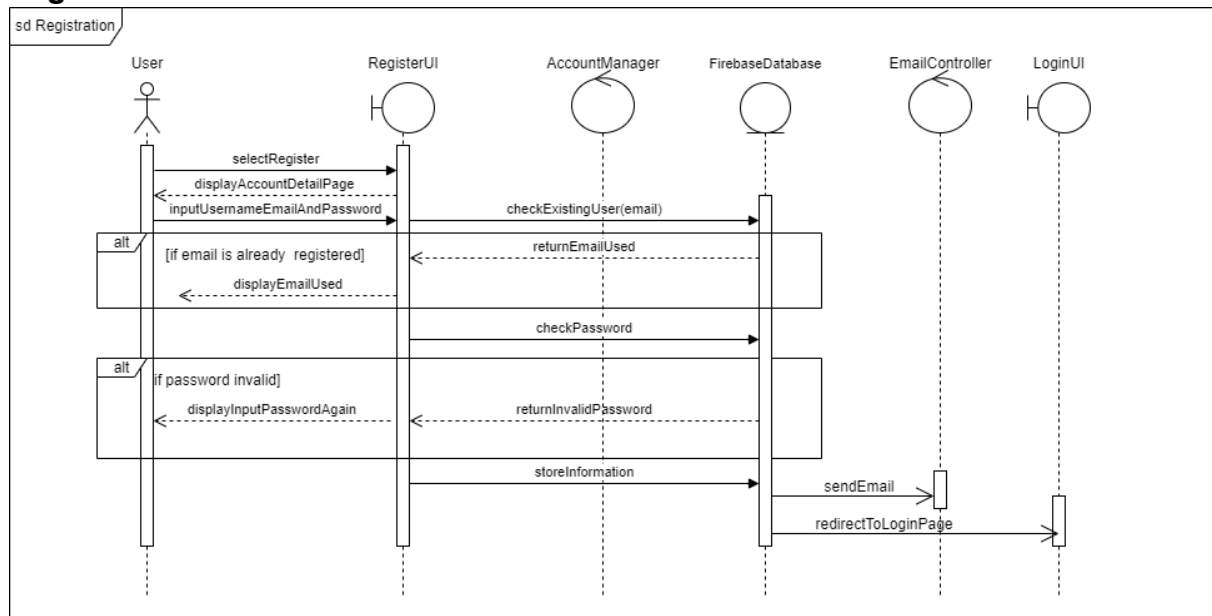 sd Registration
User
RegisterUI
AccountManager
FirebaseDatabase
EmailController
LoginUI
selectRegister
displayAccountDetailPage
inputUsernameEmailAndPassword
checkExistingUser(email)
alt
[if email is already registered]
returnEmailUsed
displayEmailUsed
checkPassword
alt
if password invalid]
displayInputPasswordAgain
returnInvalidPassword
storeInformation
sendEmail
redirectToLoginPage